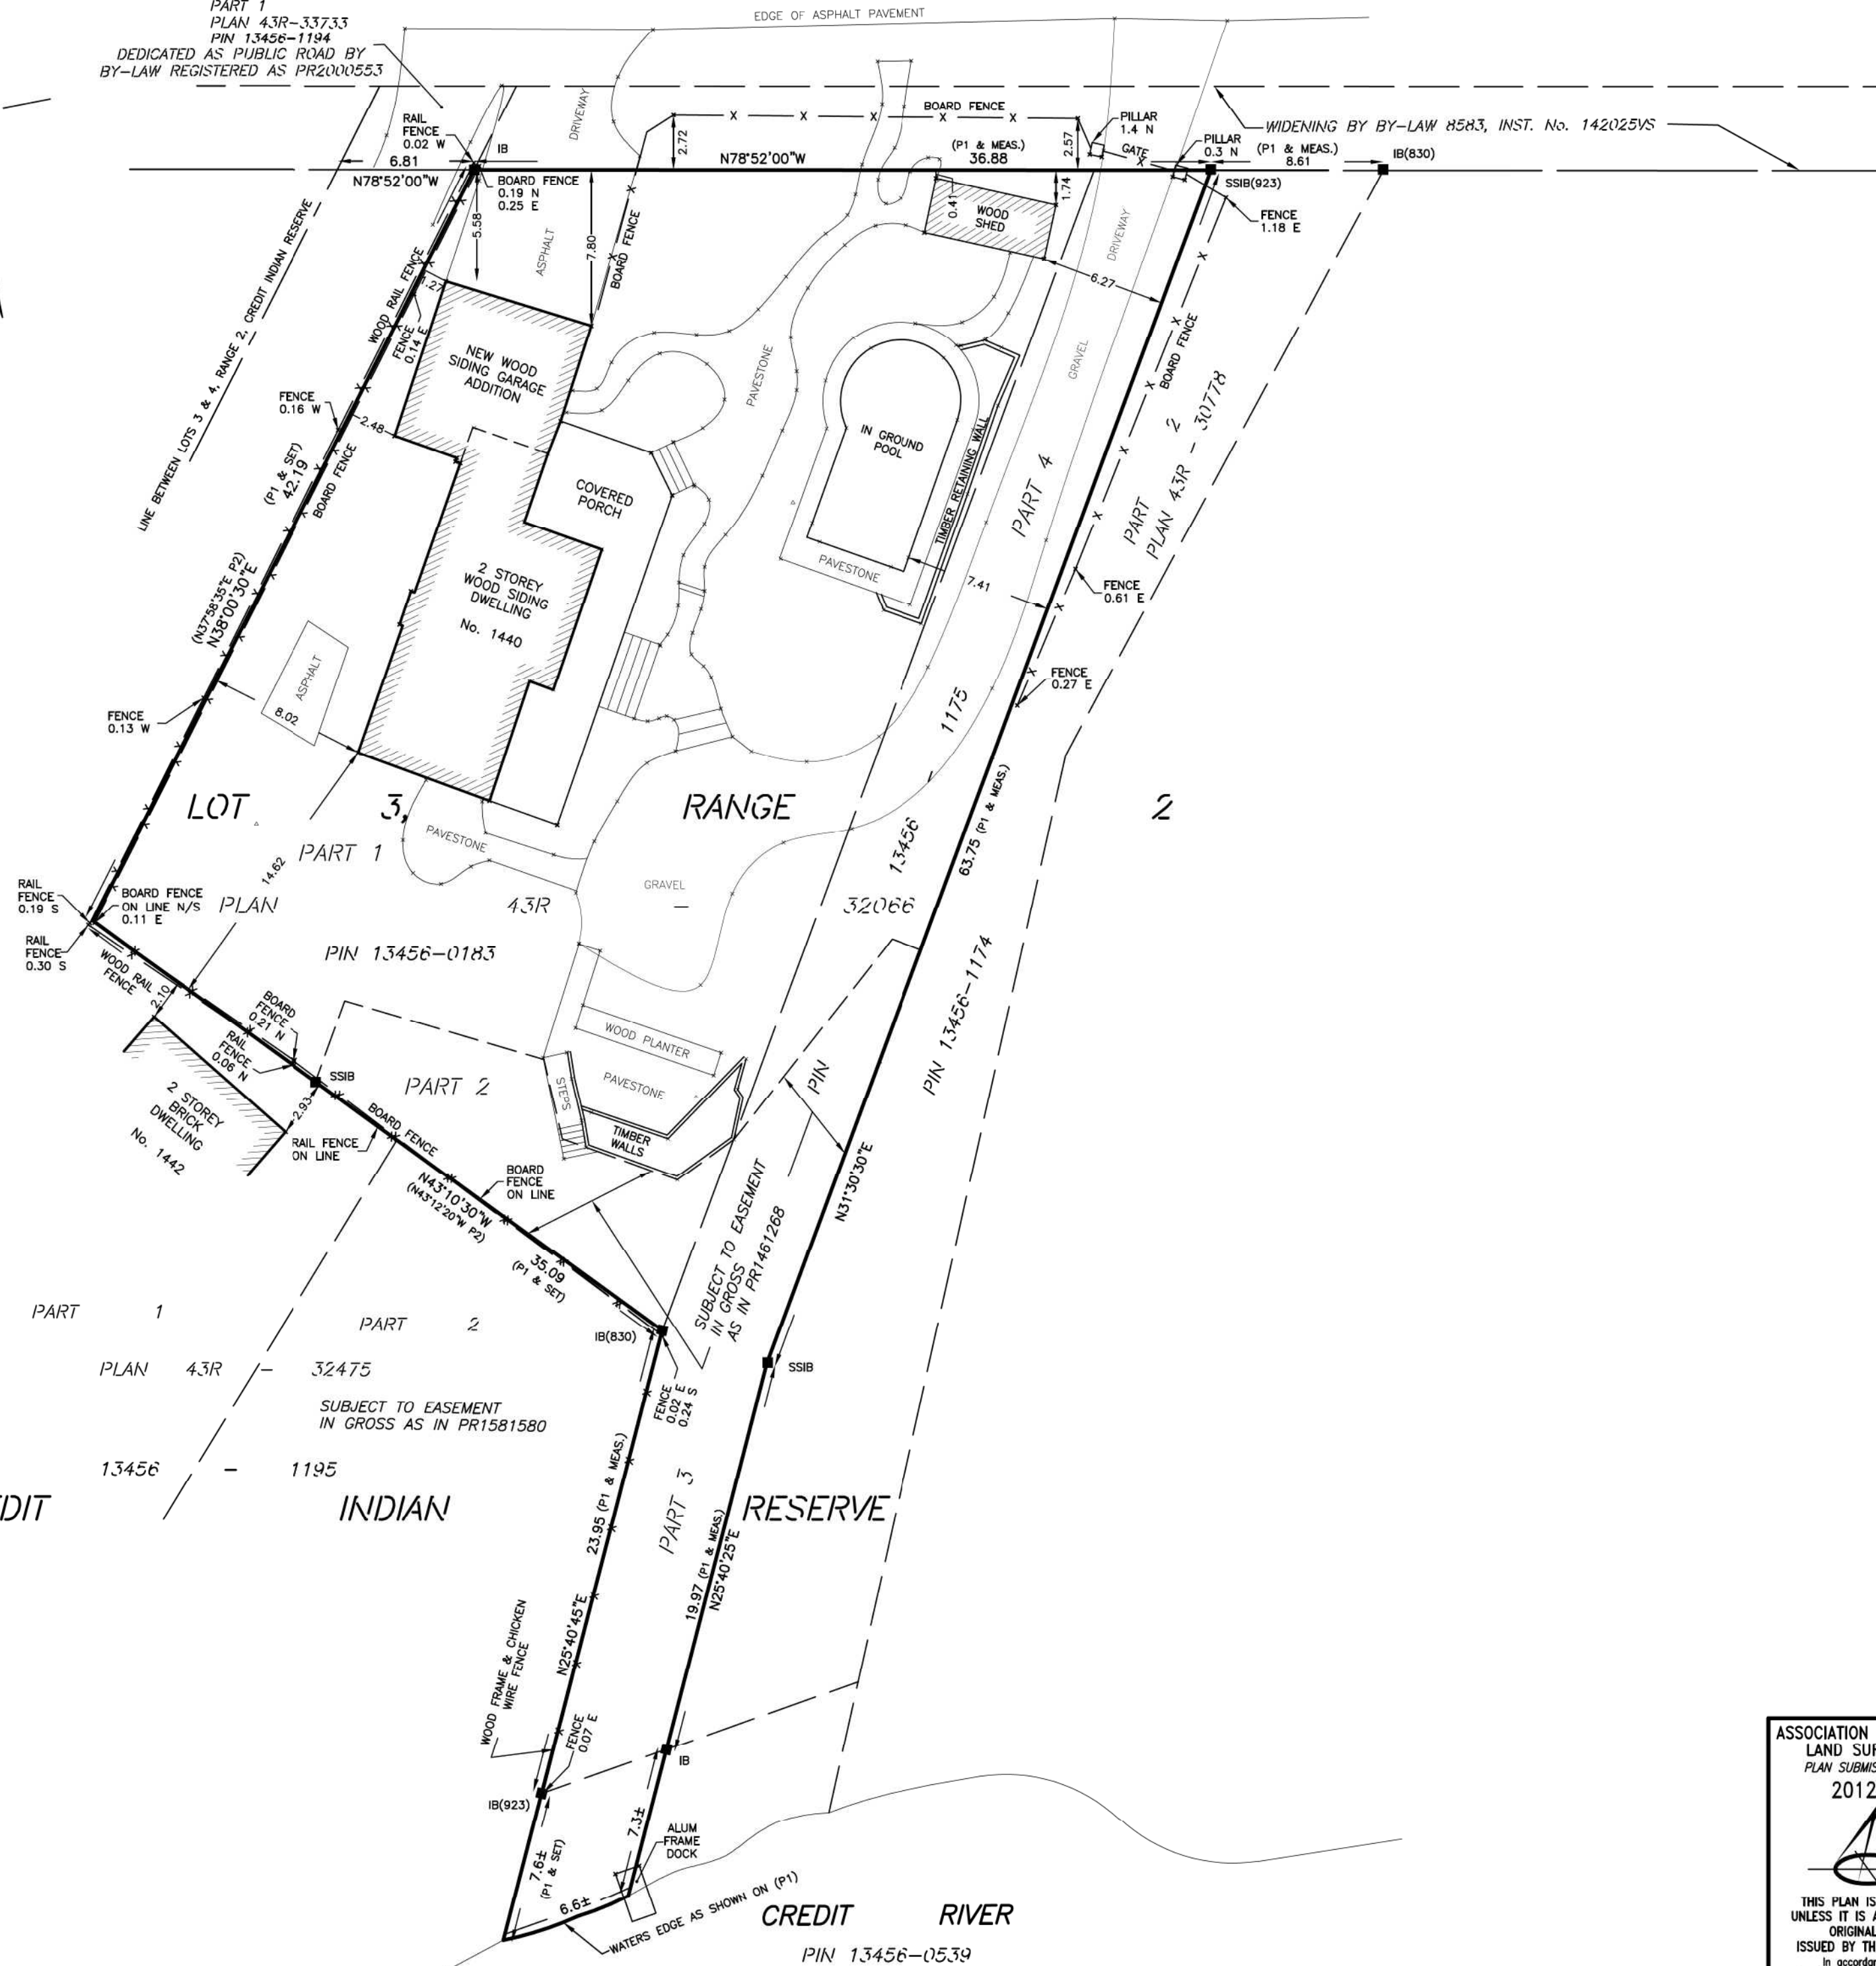 PART 1
PLAN 43R-33733
PIN 13456-1194
DEDICATED AS PUBLIC ROAD BY
BY-LAW REGISTERED AS PR2000553
EDGE OF ASPHALT PAVEMENT
DRIVEWAY
BOARD FENCE
RAIL
FENCE
0.02 W
IB
2.72
2.57
PILLAR
1.4 N
GATE
PILLAR
0.3 N
WIDENING BY BY-LAW 8583, INST. No. 142025VS
(P1 & MEAS.)
8.61
IB(830)
6.81
N78°52'00"W
N78°52'00"W
(P1 & MEAS.)
36.88
SSIB(923)
BOARD FENCE
0.19 N
0.25 E
5.58
7.80
ASPHALT
BOARD FENCE
0.41
WOOD
SHED
1.74
DRIVEWAY
FENCE
1.18 E
6.27
LINE BETWEEN LOTS 3 & 4, RANGE 2, CREDIT INDIAN RESERVE
WOOD RAIL FENCE
FENCE
0.14 E
1.27
NEW WOOD
SIDING GARAGE
ADDITION
PAVESTONE
GRAVEL
BOARD FENCE
PART 2
PLAN 43R - 30778
FENCE
0.16 W
2.48
(P1 & SET)
42.19
BOARD FENCE
COVERED
PORCH
IN GROUND
POOL
TIMBER RETAINING WALL
PART 4
PAVESTONE
7.41
FENCE
0.61 E
(N37°58'35"E P2)
N38°00'30"E
2 STOREY
WOOD SIDING
DWELLING
No. 1440
ASPHALT
8.02
FENCE
0.27 E
FENCE
0.13 W
LOT 3, RANGE 2
PIN 13456 - 1175
63.75 (P1 & MEAS.)
PAVESTONE
PART 1
14.62
GRAVEL
RAIL
FENCE
0.19 S
BOARD FENCE
ON LINE N/S
0.11 E
PLAN 43R - 32066
RAIL
FENCE
0.30 S
WOOD RAIL
FENCE
PIN 13456-0183
PIN 13456-1174
2.10
BOARD
FENCE
0.21 N
RAIL
FENCE
0.06 N
SSIB
WOOD PLANTER
PAVESTONE
STEPS
PART 2
2 STOREY
BRICK
DWELLING
No. 1442
2.93
BOARD FENCE
RAIL FENCE
ON LINE
TIMBER
WALLS
BOARD
FENCE
ON LINE
N43°10'30"W
(N43°12'20"W P2)
35.09
(P1 & SET)
SUBJECT TO EASEMENT
IN GROSS
AS IN PR1461268
N31°30'30"E
PART 1
PART 2
IB(830)
SSIB
PLAN 43R - 32475
FENCE
0.02 E
0.24 S
SUBJECT TO EASEMENT
IN GROSS AS IN PR1581580
13456 - 1195
23.95 (P1 & MEAS.)
N25°40'45"E
PART 3
19.97 (P1 & MEAS.)
N25°40'25"E
DIT INDIAN RESERVE
WOOD FRAME & CHICKEN
WIRE FENCE
FENCE
0.07 E
IB
IB(923)
7.6±
(P1 & SET)
7.3±
ALUM
FRAME
DOCK
6.6±
WATERS EDGE AS SHOWN ON (P1)
CREDIT RIVER
PIN 13456-0539
ASSOCIATION
LAND SUR
PLAN SUBMIS
2012
THIS PLAN IS
UNLESS IT IS A
ORIGINAL
ISSUED BY TH
In accordan